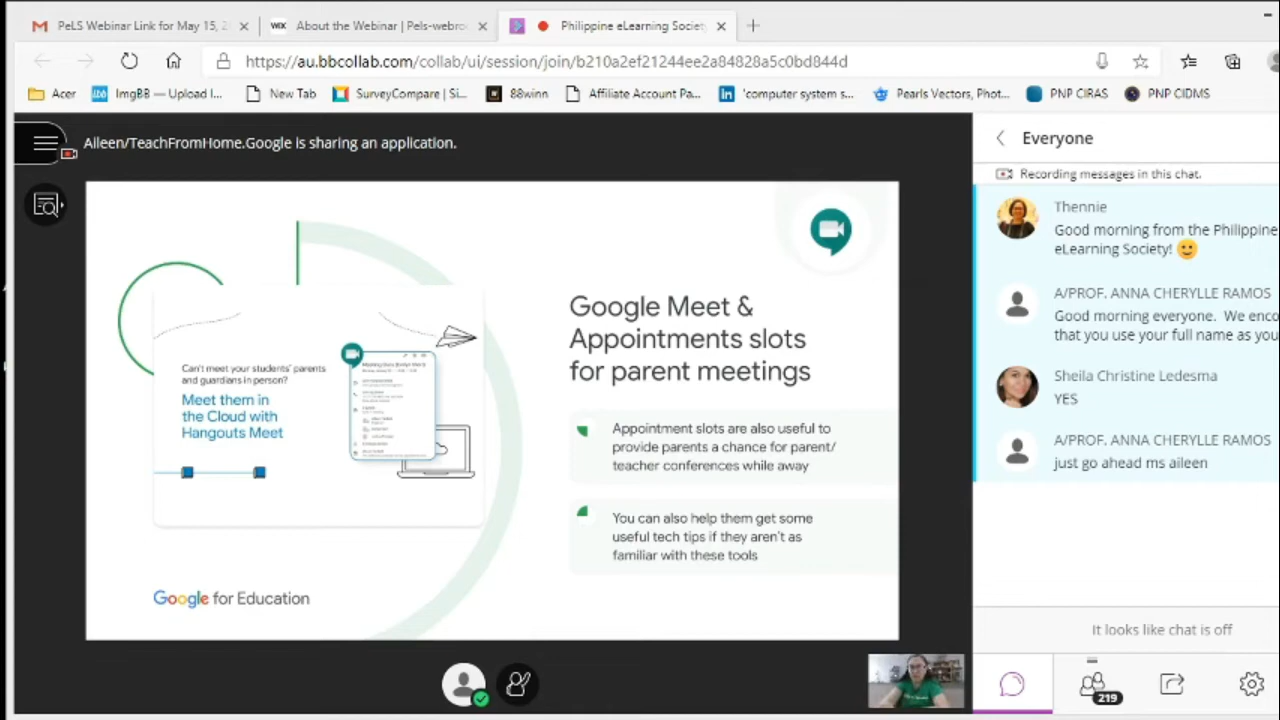 PeLS Webinar Link for May 15, 2
About the Webinar | Pels-webro
Philippine eLearning Society
https://au.bbcollab.com/collab/ui/session/join/b210a2ef21244ee2a84828a5c0bd844d
Acer
ImgBB — Upload I...
New Tab
SurveyCompare | Si...
88winn
Affiliate Account Pa...
'computer system s...
Pearls Vectors, Phot...
PNP CIRAS
PNP CIDMS
Aileen/TeachFromHome.Google is sharing an application.
Can't meet your students' parents
and guardians in person?
Meet them in
the Cloud with
Hangouts Meet
Google for Education
Google Meet &
Appointments slots
for parent meetings
Appointment slots are also useful to
provide parents a chance for parent/
teacher conferences while away
You can also help them get some
useful tech tips if they aren't as
familiar with these tools
Everyone
Recording messages in this chat.
Thennie
Good morning from the Philippine
eLearning Society! 🙂
A/PROF. ANNA CHERYLLE RAMOS
Good morning everyone. We enco
that you use your full name as you
Sheila Christine Ledesma
YES
A/PROF. ANNA CHERYLLE RAMOS
just go ahead ms aileen
It looks like chat is off
219